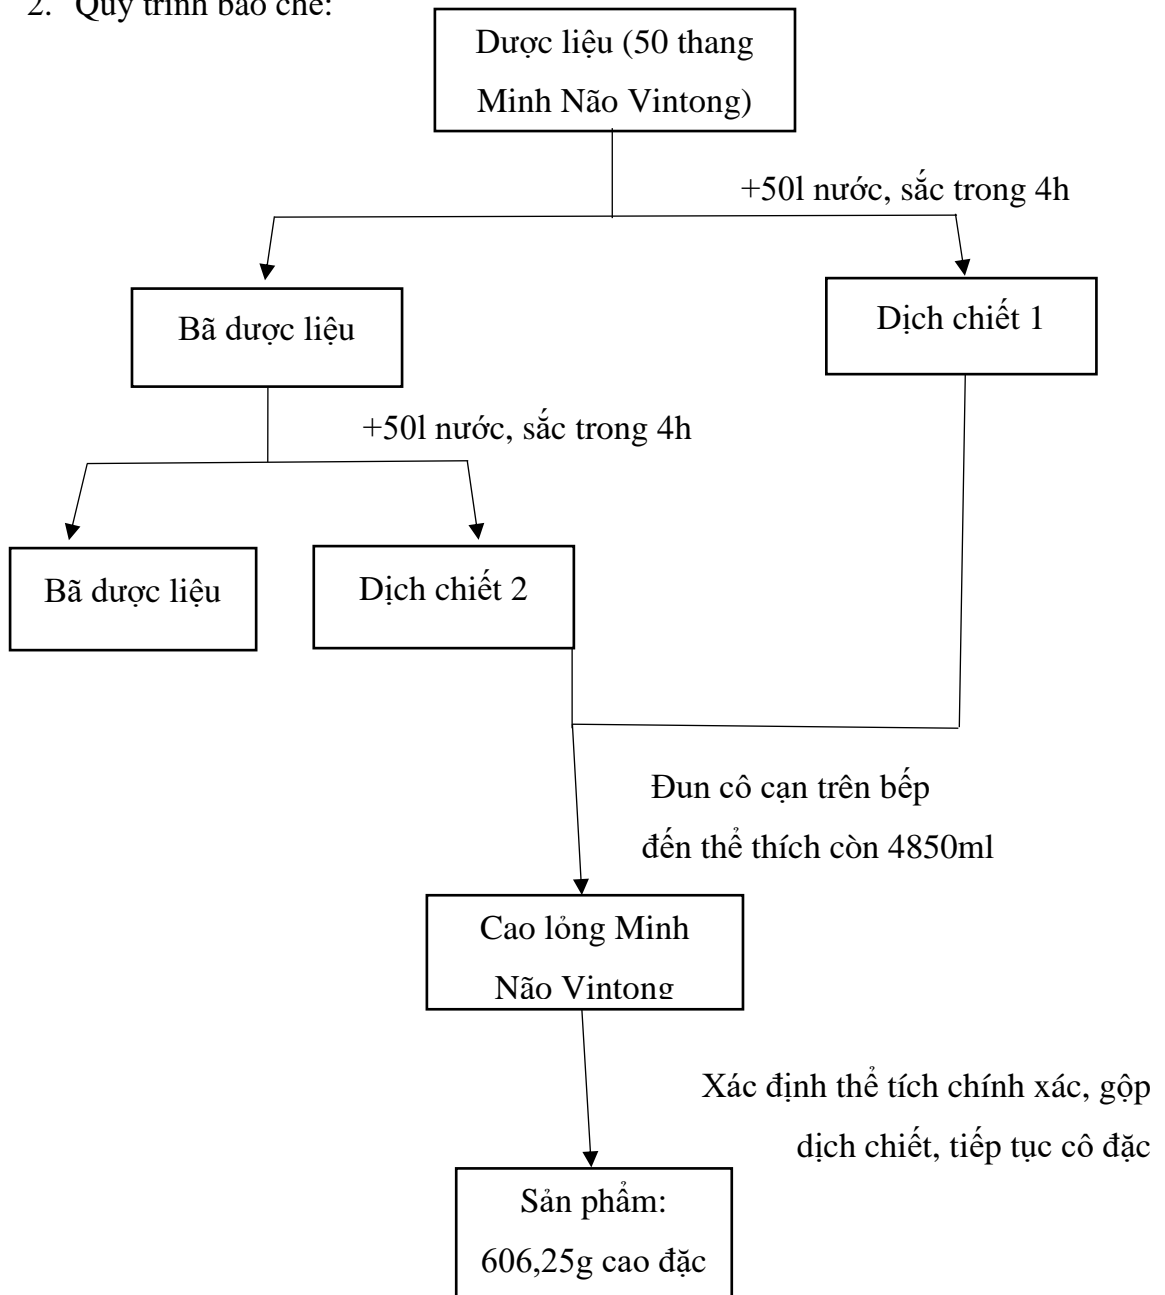 2. Quy trình bào chế:
Dược liệu (50 thang
Minh Não Vintong)
+50l nước, sắc trong 4h
Bã dược liệu
Dịch chiết 1
+50l nước, sắc trong 4h
Bã dược liệu
Dịch chiết 2
Đun cô cạn trên bếp
đến thể thích còn 4850ml
Cao lỏng Minh
Não Vintong
Xác định thể tích chính xác, gộp
dịch chiết, tiếp tục cô đặc
Sản phẩm:
606,25g cao đặc